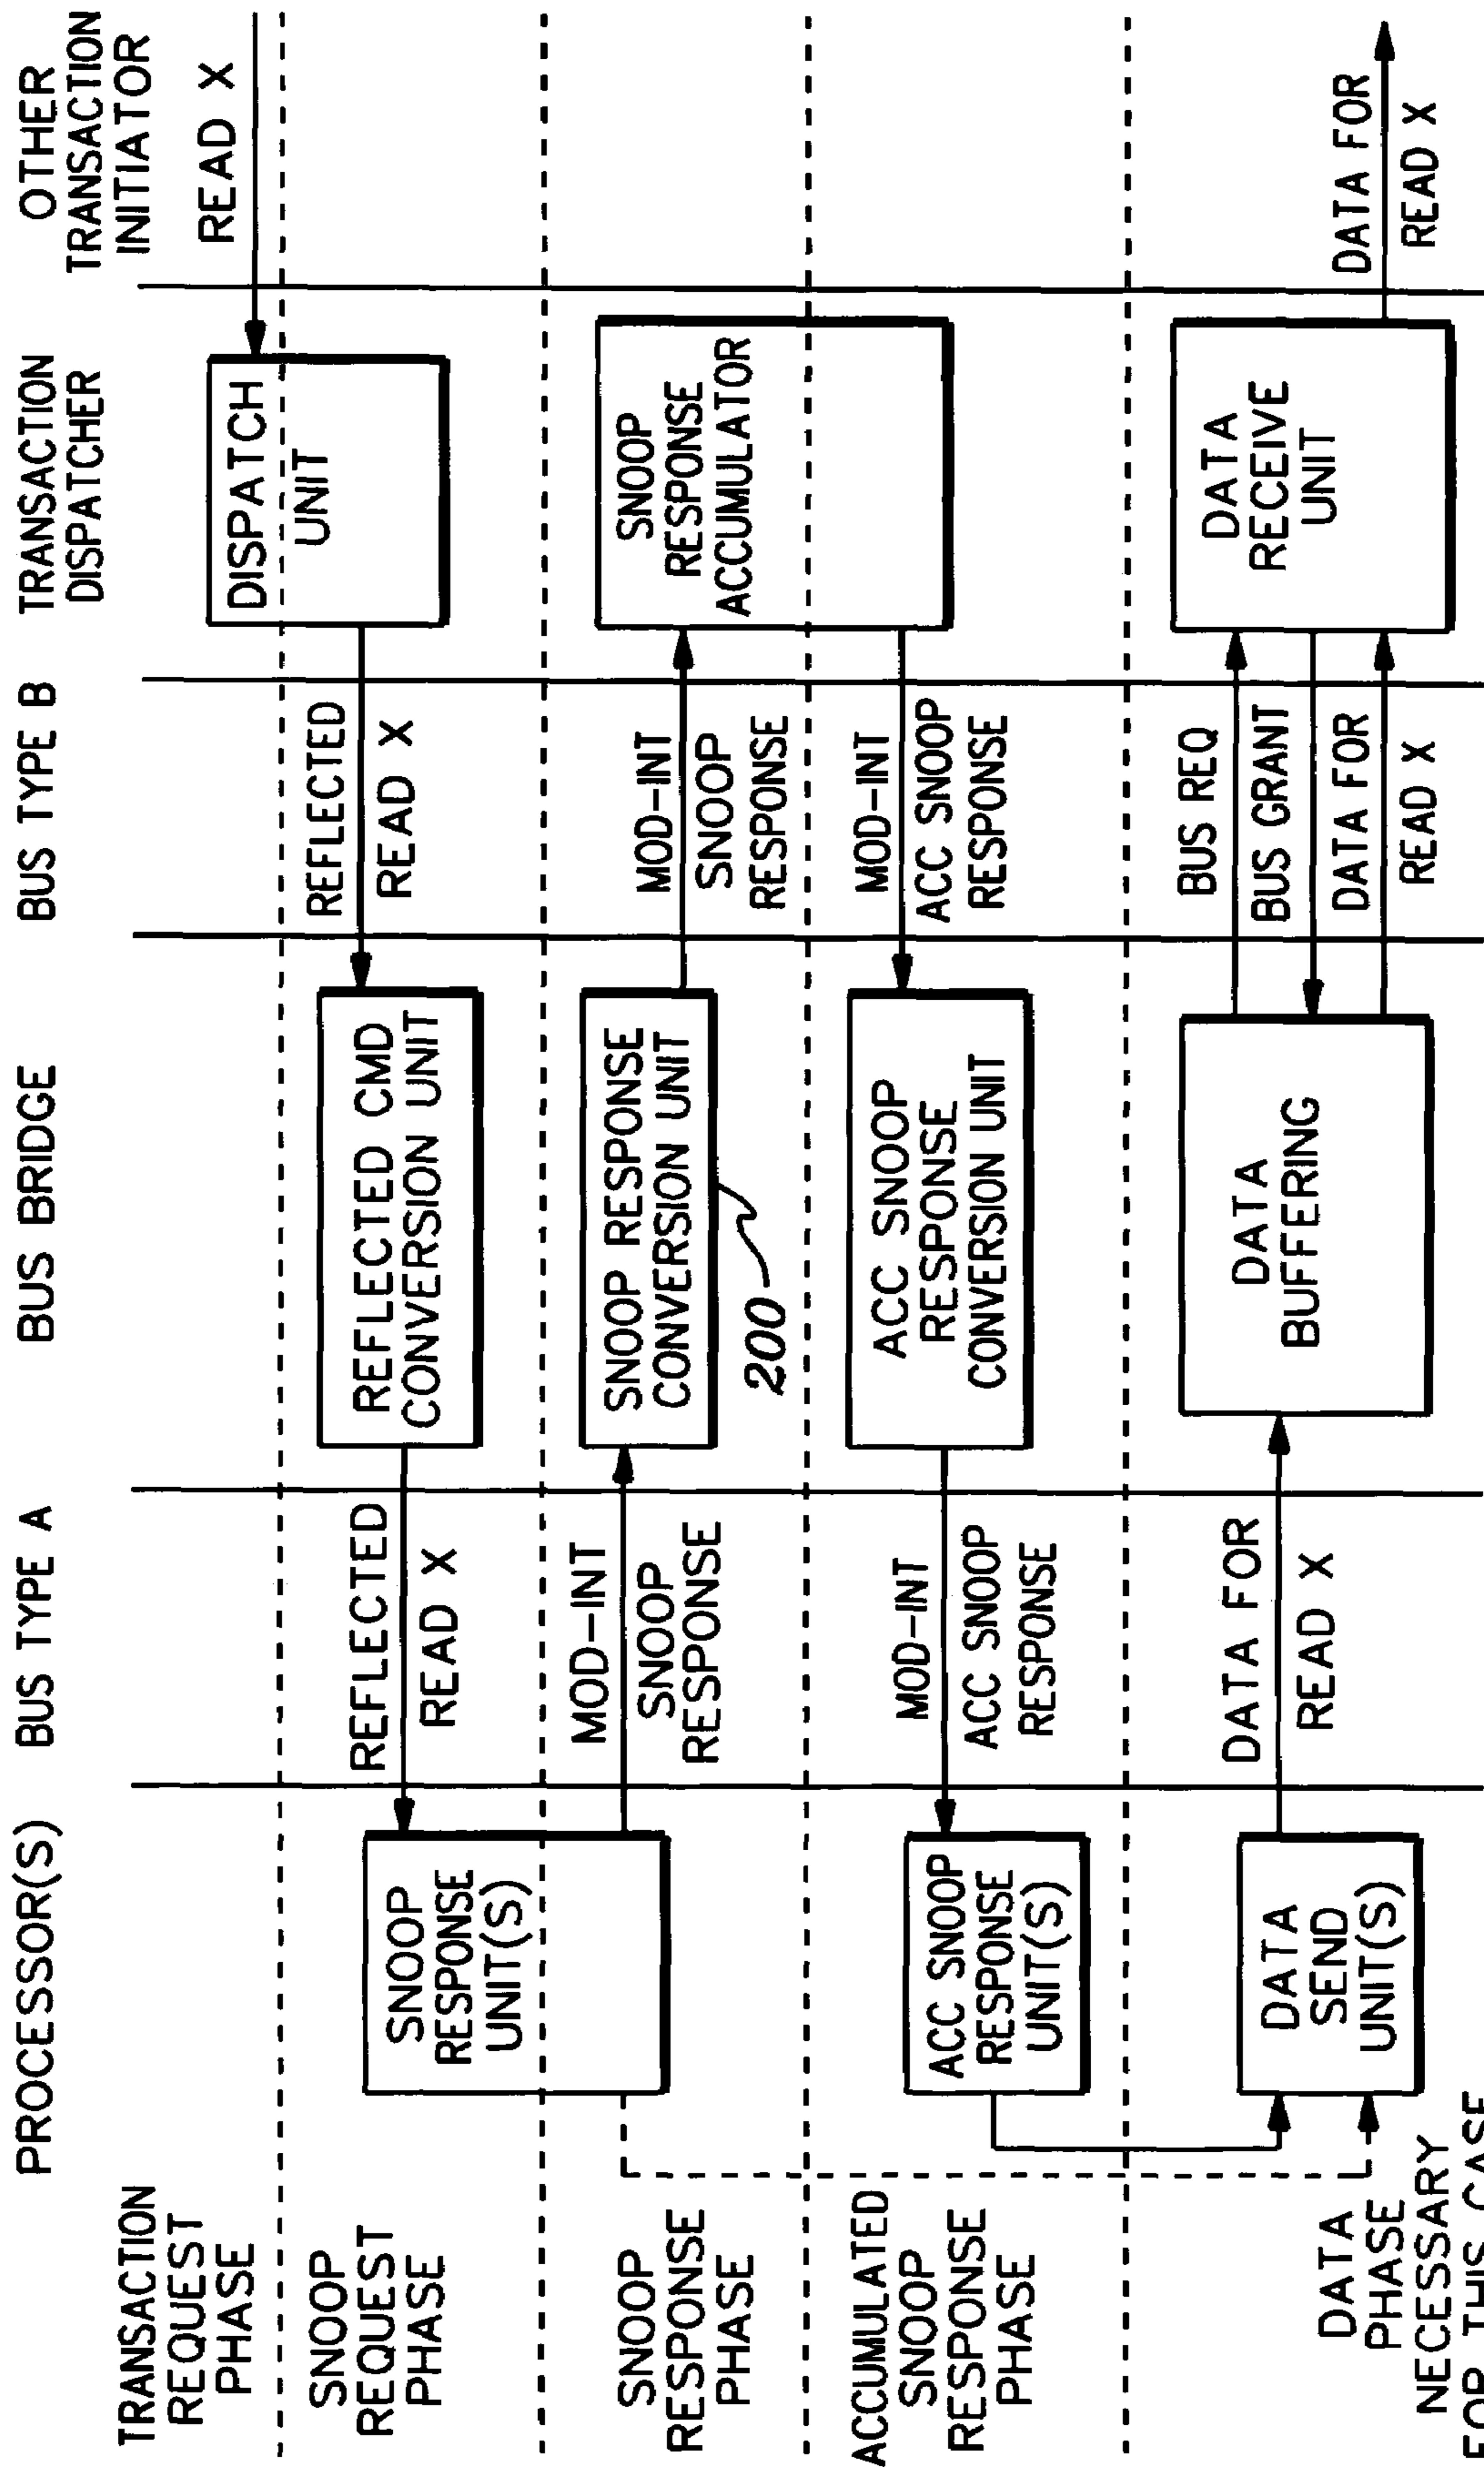 PROCESSOR(S)
BUS TYPE A
BUS BRIDGE
BUS TYPE B
TRANSACTION
DISPATCHER
OTHER
TRANSACTION
INITIATOR
TRANSACTION
REQUEST
PHASE
READ X
DISPATCH
UNIT
SNOOP
REQUEST
PHASE
REFLECTED
READ X
REFLECTED CMD
CONVERSION UNIT
REFLECTED
READ X
SNOOP
RESPONSE
UNIT(S)
SNOOP
RESPONSE
PHASE
MOD-INT
SNOOP
RESPONSE
SNOOP RESPONSE
CONVERSION UNIT
200
MOD-INT
SNOOP
RESPONSE
SNOOP
RESPONSE
ACCUMULATOR
ACCUMULATED
SNOOP
RESPONSE
PHASE
ACC SNOOP
RESPONSE
UNIT(S)
MOD-INT
ACC SNOOP
RESPONSE
ACC SNOOP
RESPONSE
CONVERSION UNIT
MOD-INT
ACC SNOOP
RESPONSE
DATA
PHASE
NECESSARY
FOR THIS CASE
DATA
SEND
UNIT(S)
DATA FOR
READ X
DATA
BUFFERING
BUS REQ
BUS GRANT
DATA FOR
READ X
DATA
RECEIVE
UNIT
DATA FOR
READ X